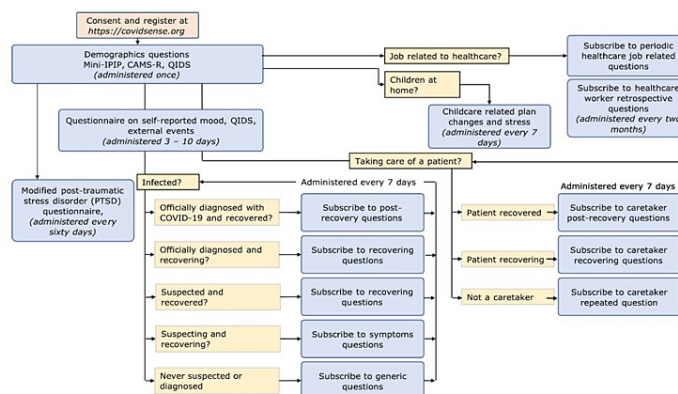 Consent and register at
https://covidsense.org
Demographics questions
Mini-IPIP, CAMS-R, QIDS
(administered once)
Job related to healthcare?
Subscribe to periodic
healthcare job related
questions
Children at
home?
Subscribe to healthcare
worker retrospective
questions
(administered every two
months)
Childcare related plan
changes and stress
(administered every 7
days)
Questionnaire on self-reported mood, QIDS,
external events
(administered 3 – 10 days)
Taking care of a patient?
Modified post-traumatic
stress disorder (PTSD)
questionnaire,
(administered every
sixty days)
Infected?
Administered every 7 days
Officially diagnosed with
COVID-19 and recovered?
Subscribe to post-
recovery questions
Officially diagnosed and
recovering?
Subscribe to recovering
questions
Suspected and
recovered?
Subscribe to recovering
questions
Suspecting and
recovering?
Subscribe to symptoms
questions
Never suspected or
diagnosed
Subscribe to generic
questions
Administered every 7 days
Patient recovered
Subscribe to caretaker
post-recovery questions
Patient recovering
Subscribe to caretaker
recovering questions
Not a caretaker
Subscribe to caretaker
repeated question